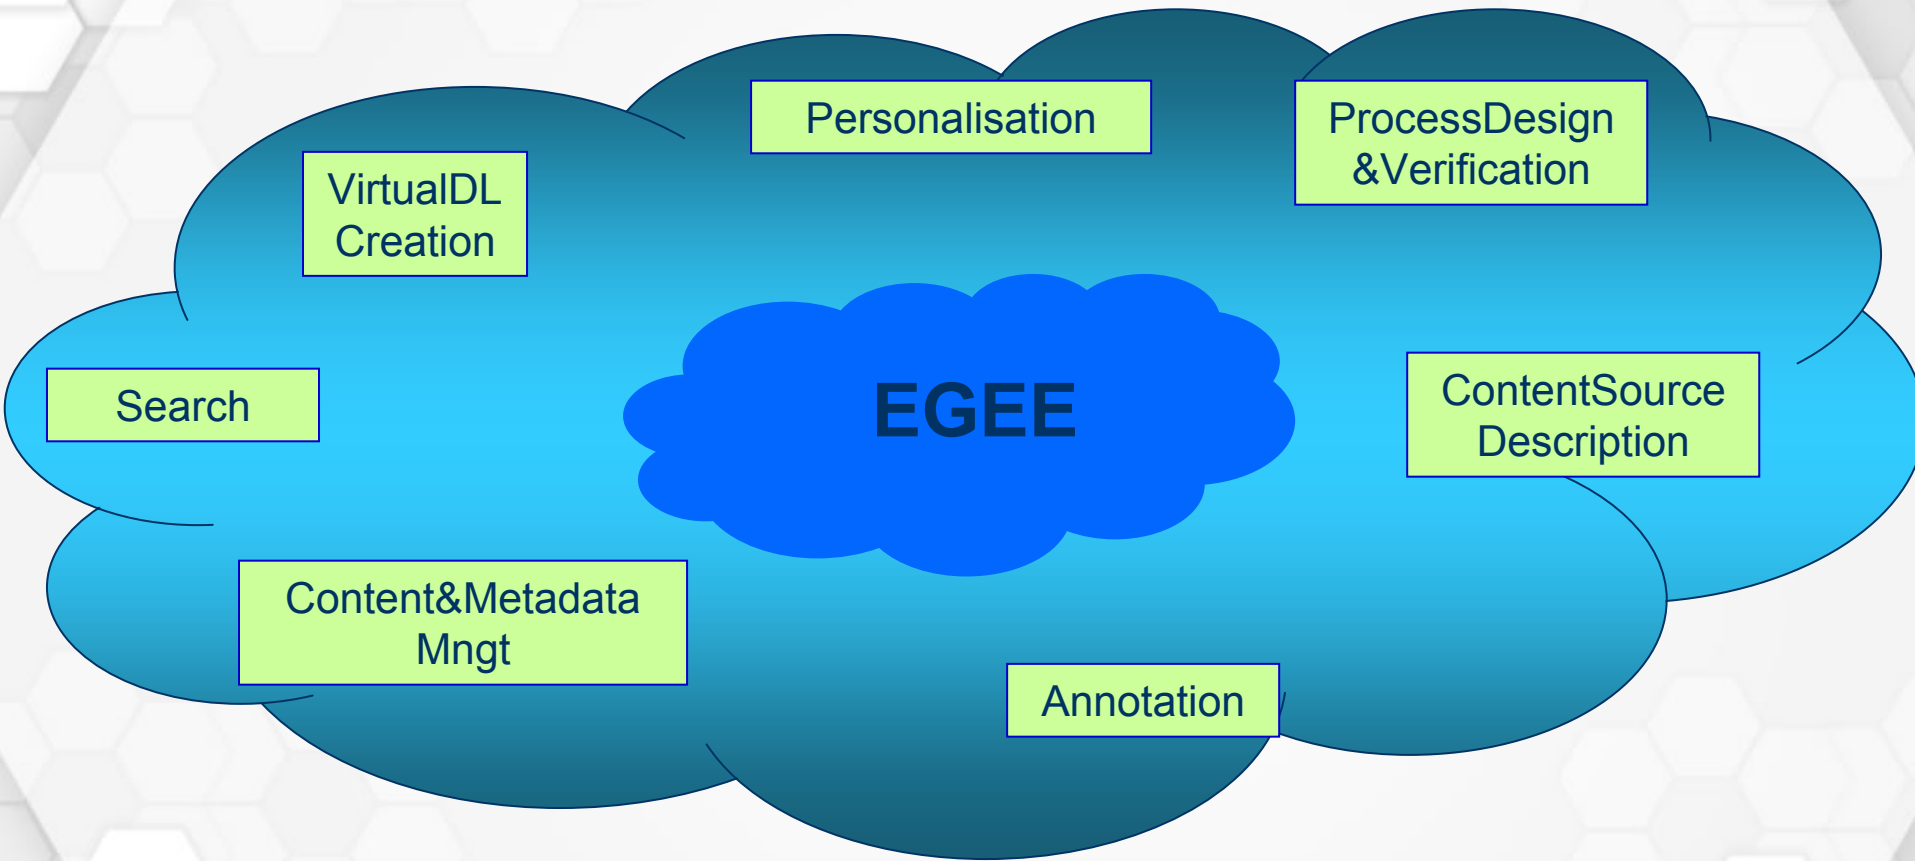 Personalisation
ProcessDesign
&Verification
VirtualDL
Creation
EGEE
Search
ContentSource
Description
Content&Metadata
Mngt
Annotation